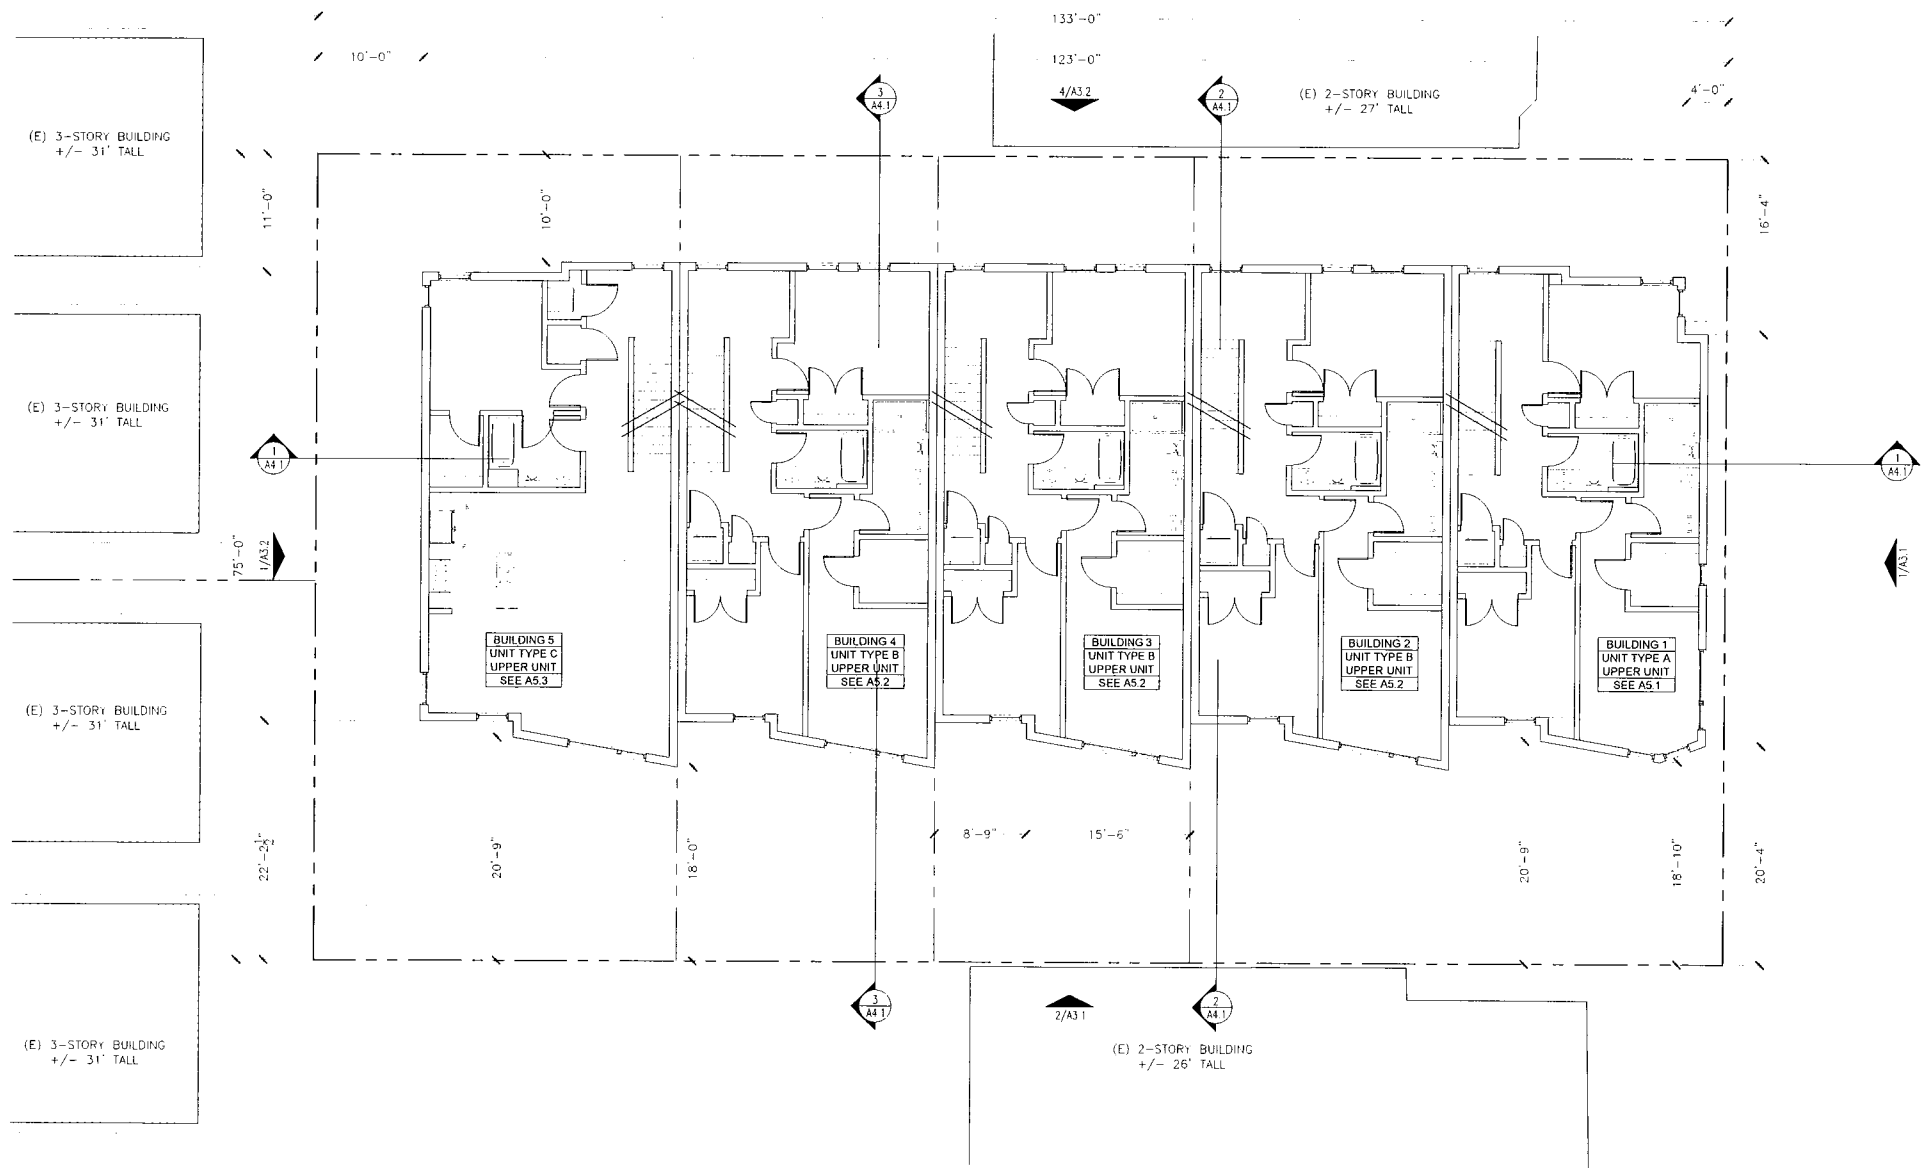 133'-0"
10'-0"
123'-0"
3
A4.1
4/A3.2
2
A4.1
(E) 2-STORY BUILDING
+/- 27' TALL
4'-0"
(E) 3-STORY BUILDING
+/- 31' TALL
11'-0"
10'-0"
16'-4"
(E) 3-STORY BUILDING
+/- 31' TALL
1
A4.1
1
A4.1
75'-0"
1/A3.2
1/A3.1
BUILDING 5
UNIT TYPE C
UPPER UNIT
SEE A5.3
BUILDING 4
UNIT TYPE B
UPPER UNIT
SEE A5.2
BUILDING 3
UNIT TYPE B
UPPER UNIT
SEE A5.2
BUILDING 2
UNIT TYPE B
UPPER UNIT
SEE A5.2
BUILDING 1
UNIT TYPE A
UPPER UNIT
SEE A5.1
(E) 3-STORY BUILDING
+/- 31' TALL
22'-2½"
20'-9"
18'-0"
8'-9"
15'-6"
20'-9"
18'-10"
20'-4"
3
A4.1
2/A3.1
2
A4.1
(E) 3-STORY BUILDING
+/- 31' TALL
(E) 2-STORY BUILDING
+/- 26' TALL